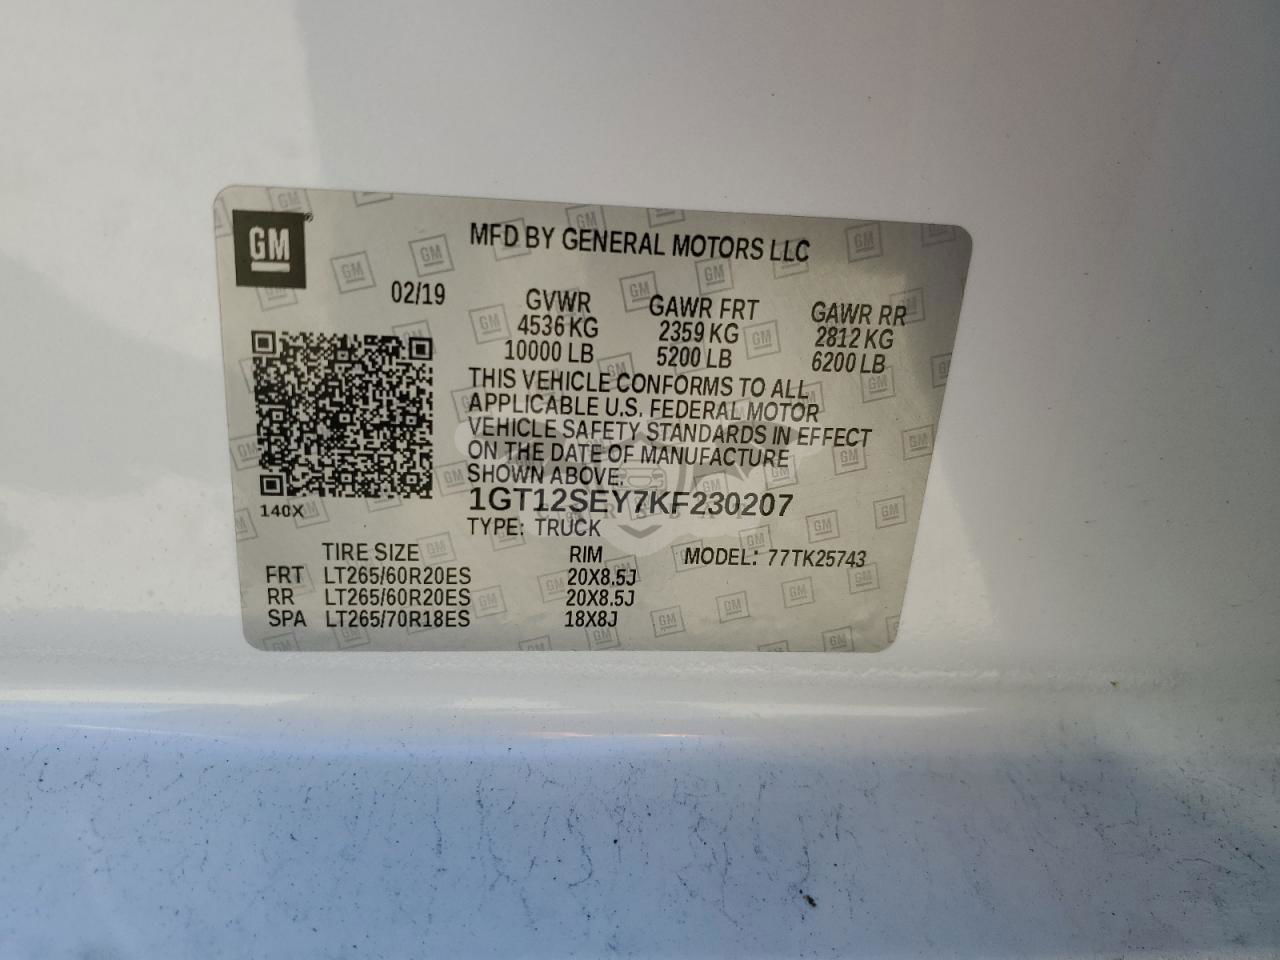 GM
MFD BY GENERAL MOTORS LLC
02/19 GVWR GAWR FRT GAWR RR
4536 KG 2359 KG 2812 KG
10000 LB 5200 LB 6200 LB
THIS VEHICLE CONFORMS TO ALL
APPLICABLE U.S. FEDERAL MOTOR
VEHICLE SAFETY STANDARDS IN EFFECT
ON THE DATE OF MANUFACTURE
SHOWN ABOVE.
140X
1GT12SEY7KF230207
TYPE: TRUCK
TIRE SIZE RIM MODEL: 77TK25743
FRT LT265/60R20ES 20X8.5J
RR LT265/60R20ES 20X8.5J
SPA LT265/70R18ES 18X8J